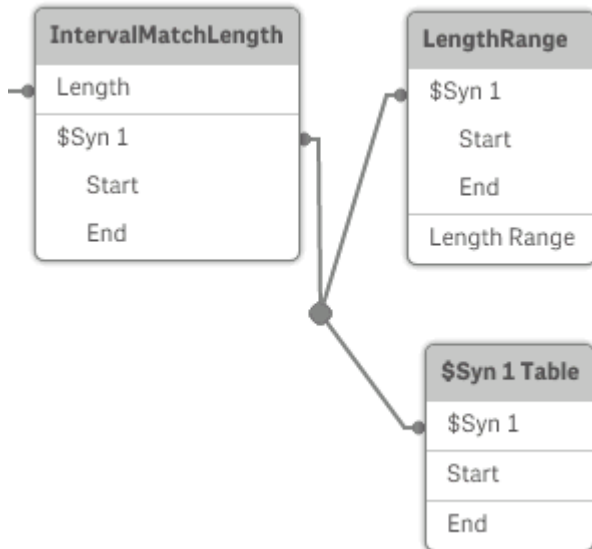 IntervalMatchLength
Length
$Syn 1
Start
End
LengthRange
$Syn 1
Start
End
Length Range
$Syn 1 Table
$Syn 1
Start
End